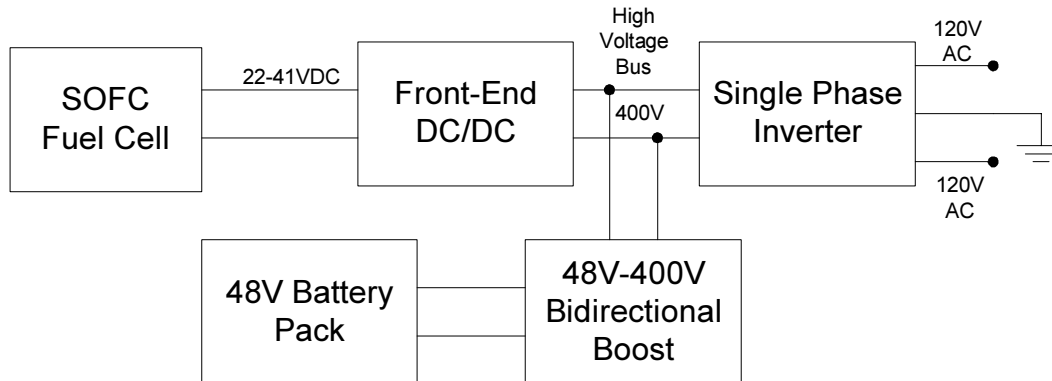 High
Voltage
Bus
120V
AC
SOFC
Fuel Cell
22-41VDC
Front-End
DC/DC
400V
Single Phase
Inverter
120V
AC
48V Battery
Pack
48V-400V
Bidirectional
Boost